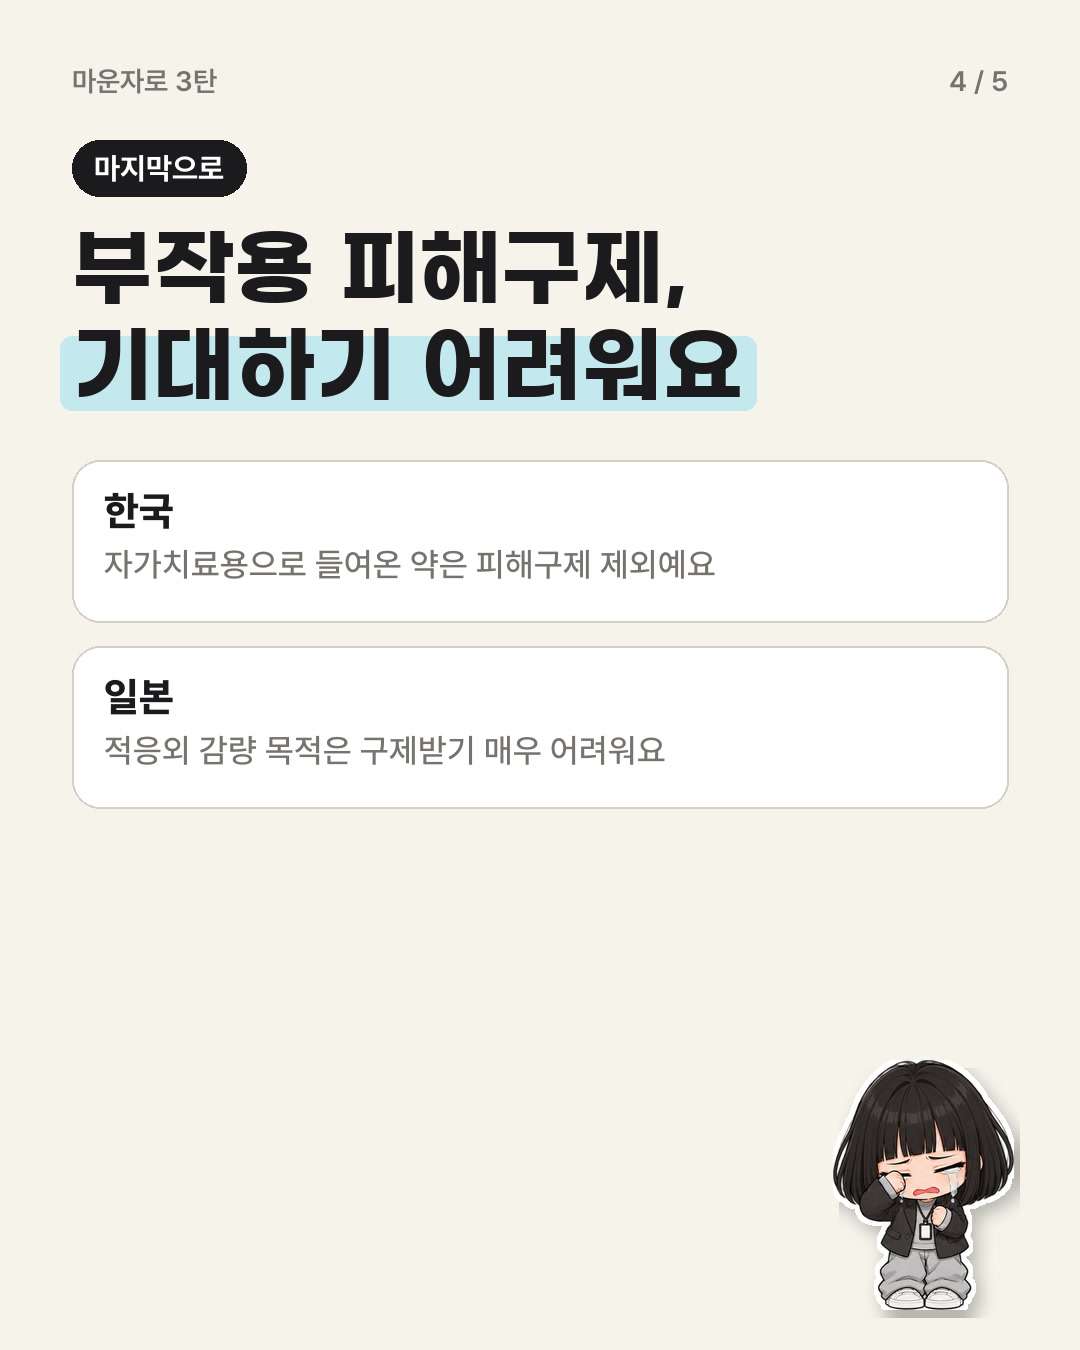 마운자로 3탄
4 / 5
마지막으로
부작용 피해구제,
기대하기 어려워요
한국
자가치료용으로 들여온 약은 피해구제 제외예요
일본
적응외 감량 목적은 구제받기 매우 어려워요